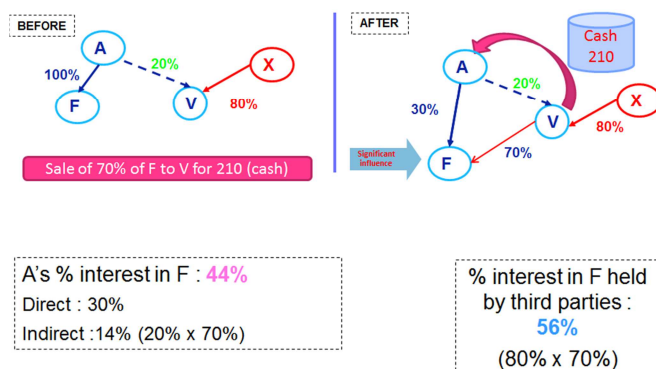 BEFORE
A
100%
20%
X
F
V
80%
Sale of 70% of F to V for 210 (cash)
AFTER
Cash
210
A
20%
X
30%
V
80%
70%
Significant
influence
F
A's % interest in F : 44%
Direct : 30%
Indirect :14% (20% x 70%)
% interest in F held
by third parties :
56%
(80% x 70%)